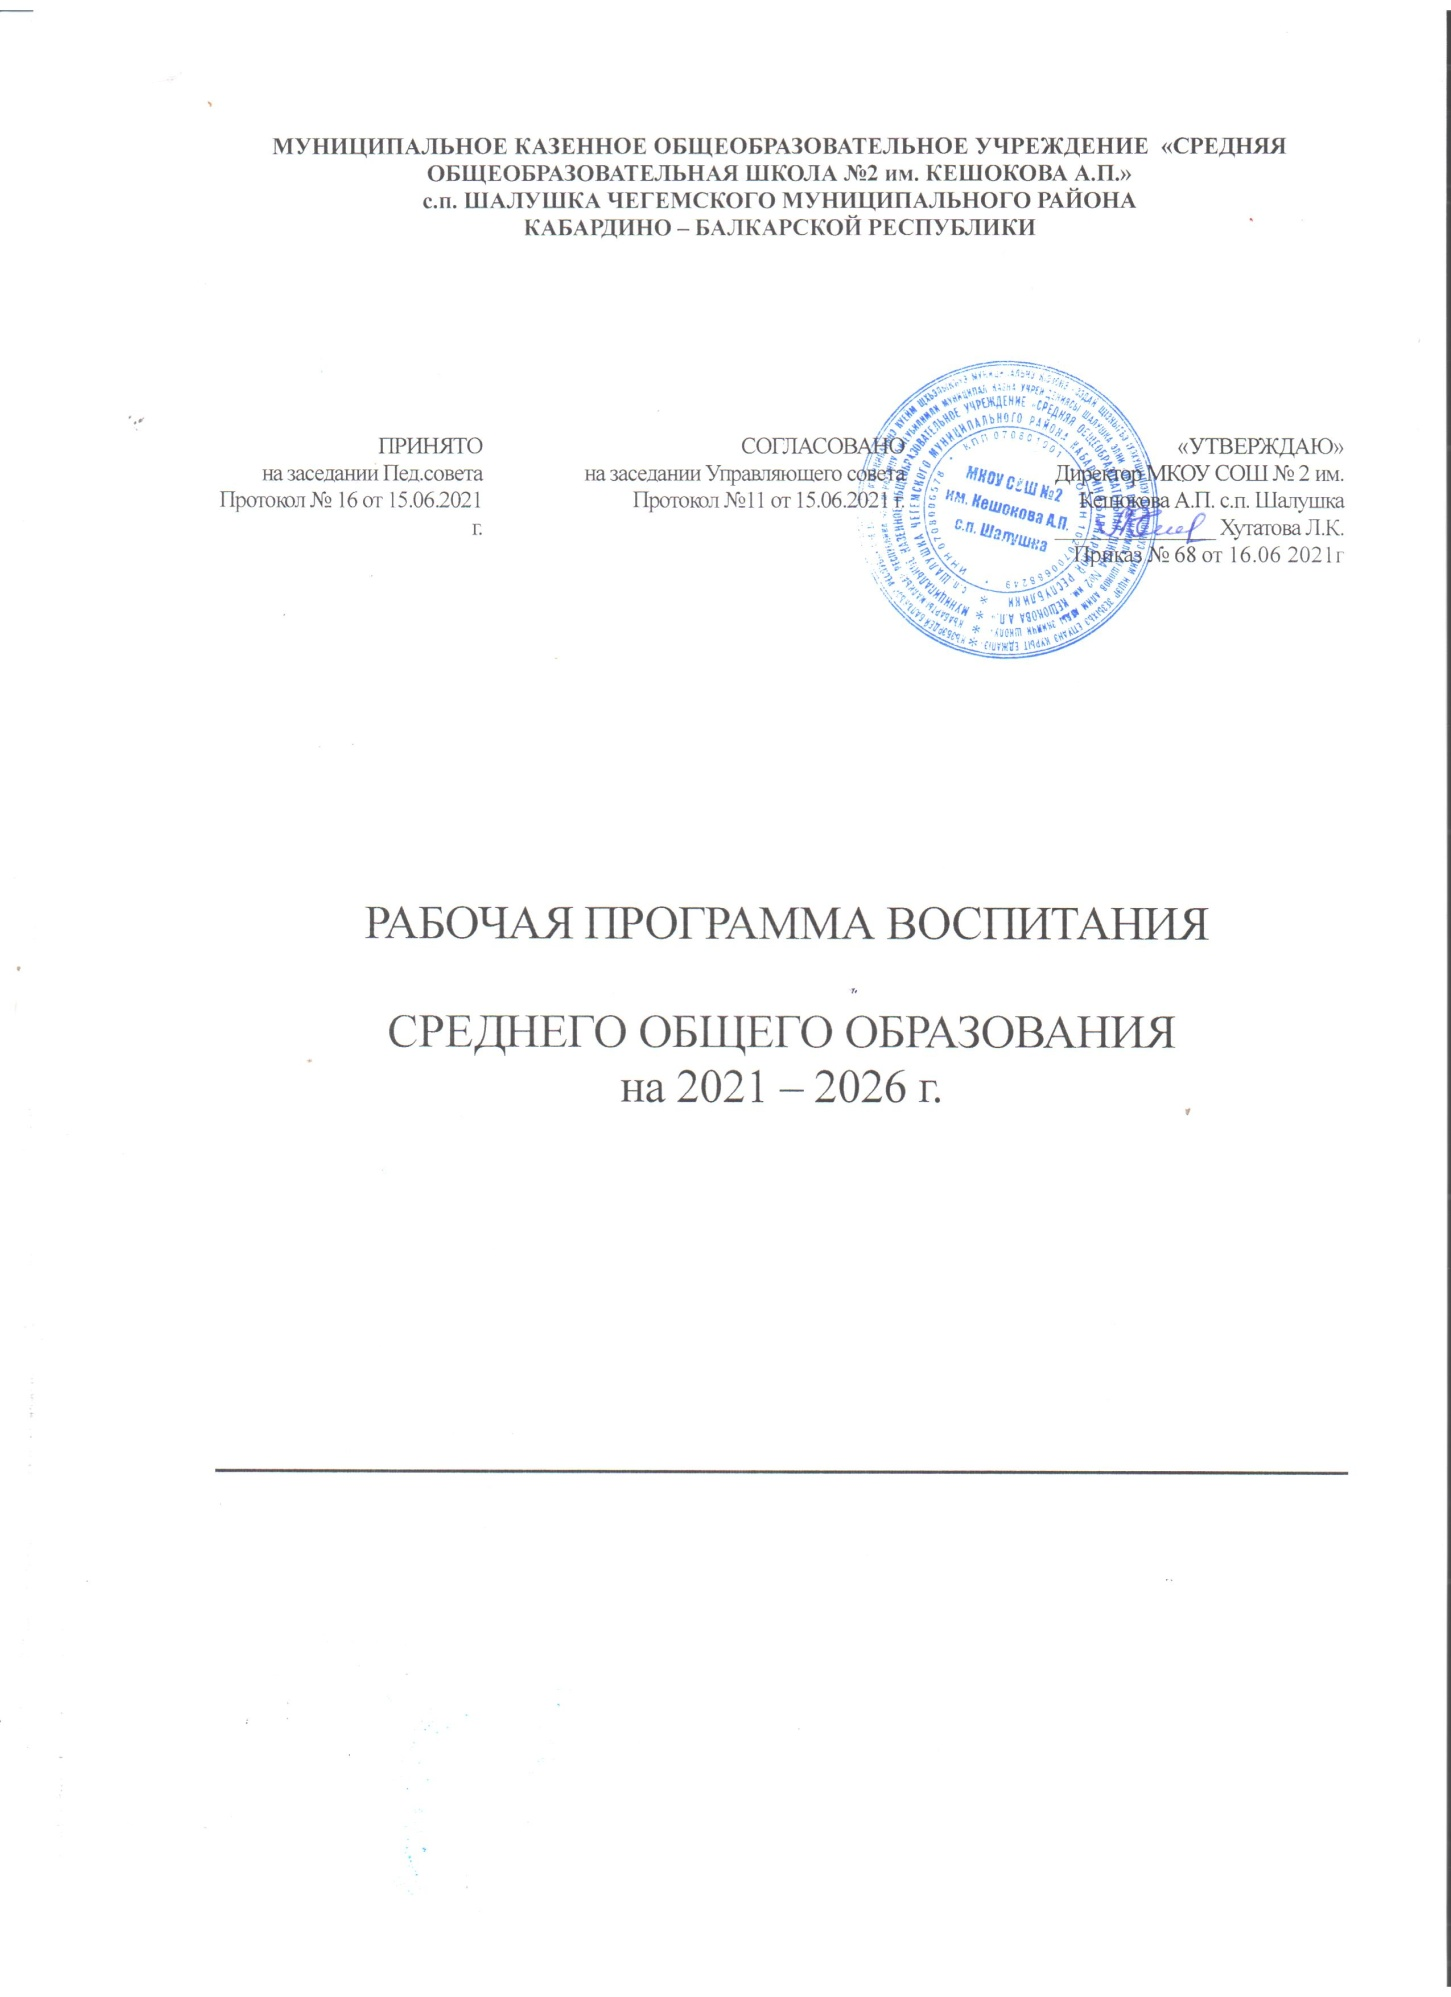 МУНИЦИПАЛЬНОЕ КАЗЕННОЕ ОБЩЕОБРАЗОВАТЕЛЬНОЕ УЧРЕЖДЕНИЕ «СРЕДНЯЯ
ОБЩЕОБРАЗОВАТЕЛЬНАЯ ШКОЛА №2 им. КЕШОКОВА А.П.»
с.п. ШАЛУШКА ЧЕГЕМСКОГО МУНИЦИПАЛЬНОГО РАЙОНА
КАБАРДИНО – БАЛКАРСКОЙ РЕСПУБЛИКИ
ПРИНЯТО
на заседании Пед.совета
Протокол № 16 от 15.06.2021
г.
СОГЛАСОВАНО
на заседании Управляющего совета
Протокол №11 от 15.06.2021 г.
«УТВЕРЖДАЮ»
Директор МКОУ СОШ № 2 им.
Кешокова А.П. с.п. Шалушка
Хутатова Л.К.
Приказ № 68 от 16.06 2021г
МКОУ СОШ №2
им. Кешокова А.П.
с.п. Шалушка
РАБОЧАЯ ПРОГРАММА ВОСПИТАНИЯ
СРЕДНЕГО ОБЩЕГО ОБРАЗОВАНИЯ
на 2021 – 2026 г.